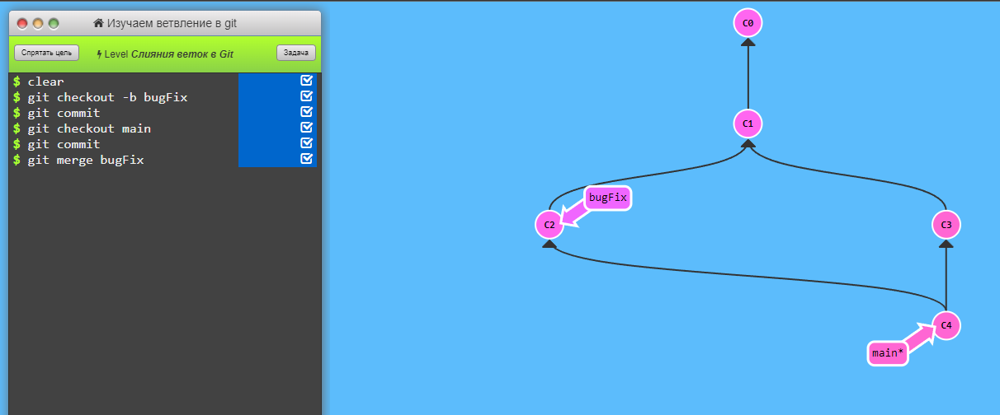 Изучаем ветвление в git
Спрятать цель
Level Слияния веток в Git
Задача
$ clear
$ git checkout -b bugFix
$ git commit
$ git checkout main
$ git commit
$ git merge bugFix
C0
C1
bugFix
C2
C3
C4
main*